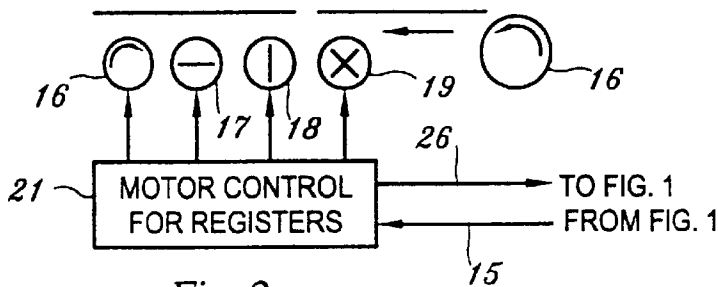 16
17
18
19
16
21
MOTOR CONTROL
FOR REGISTERS
26
TO FIG. 1
FROM FIG. 1
15